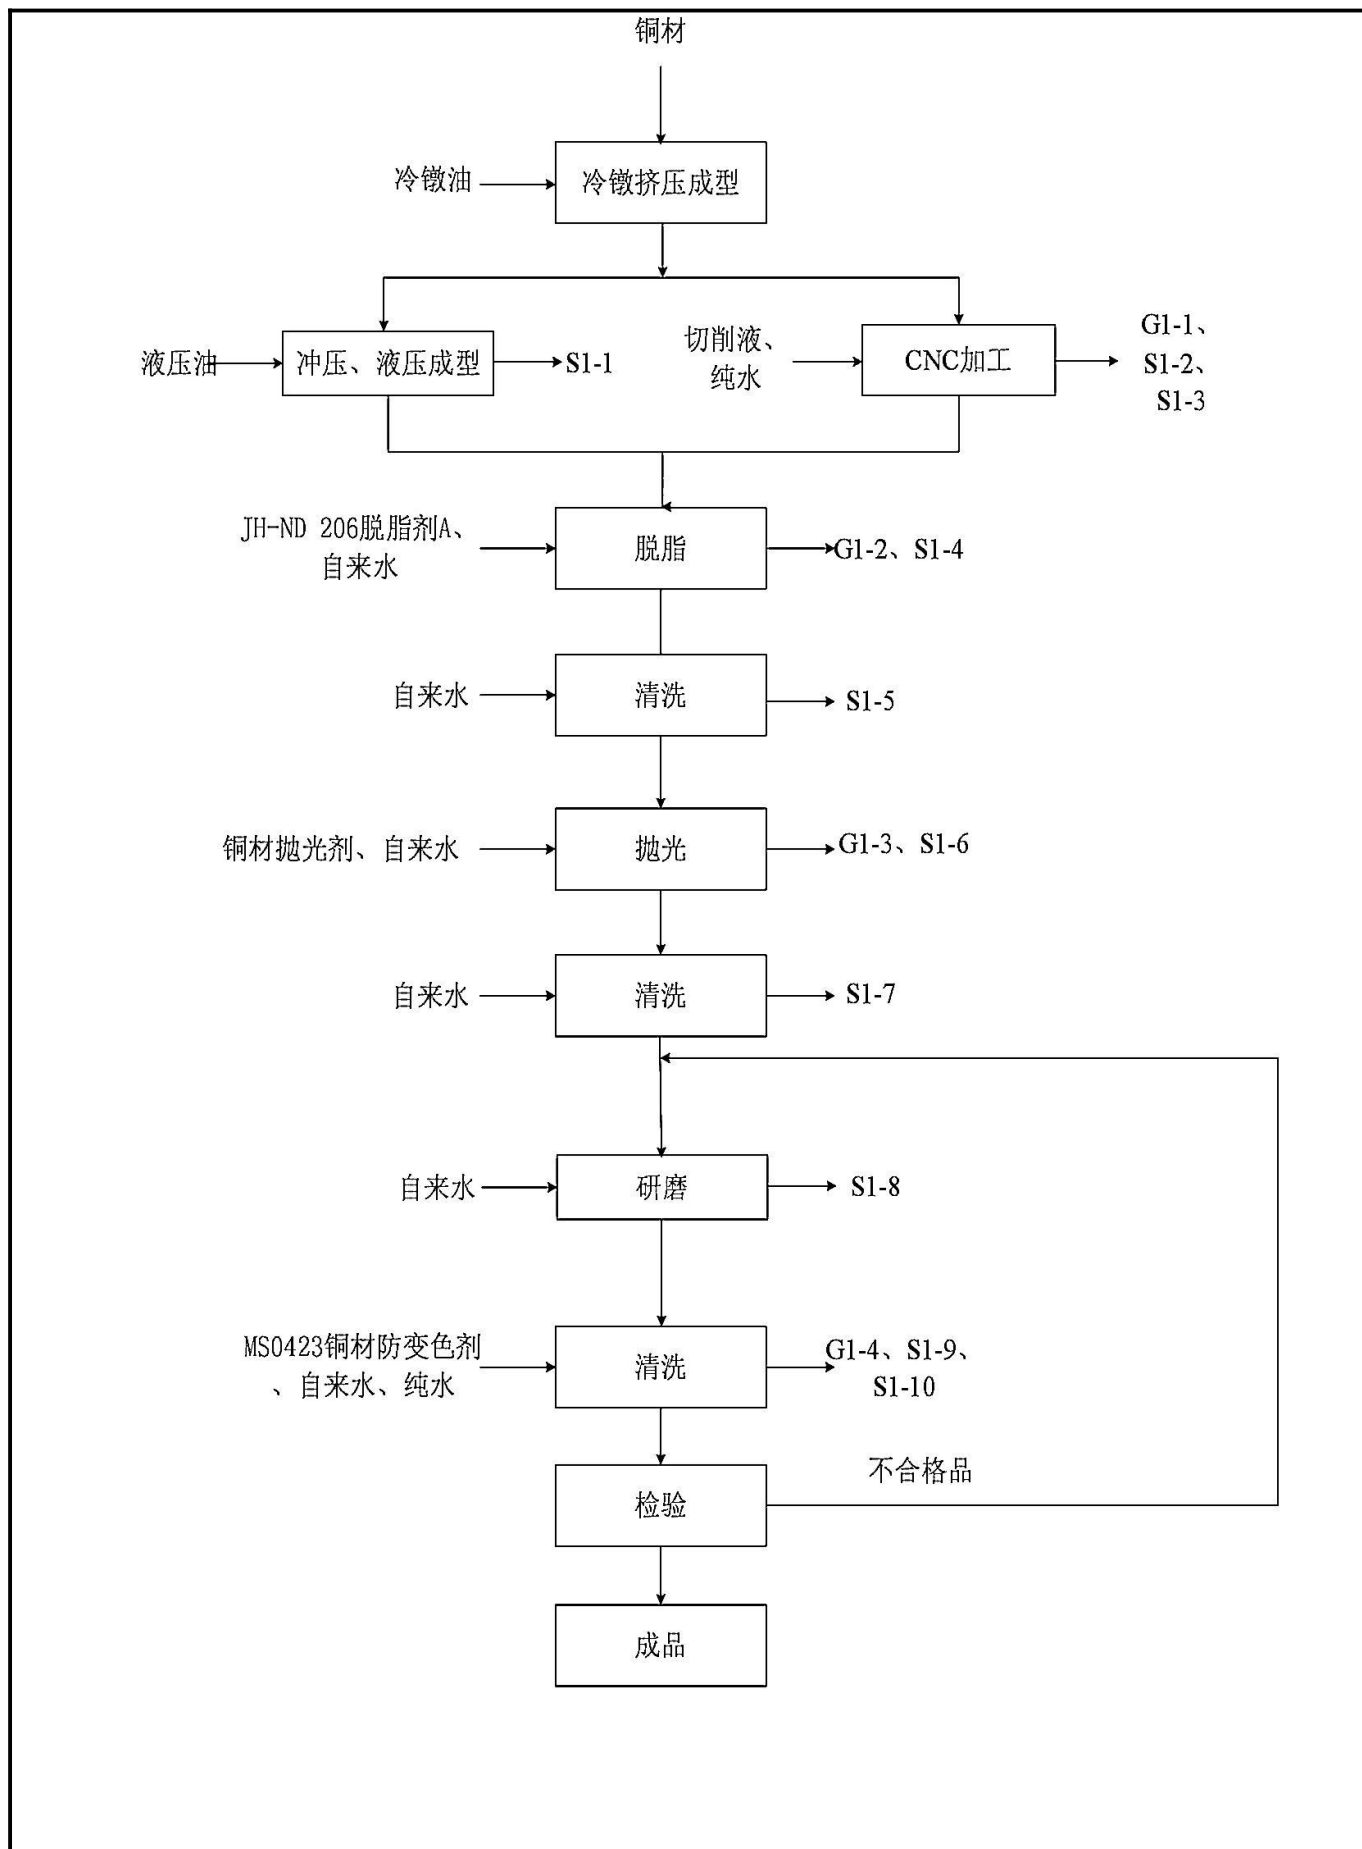 铜材
冷镦油
冷镦挤压成型
液压油
冲压、液压成型
S1-1
切削液、
纯水
CNC加工
G1-1、
S1-2、
S1-3
JH-ND 206脱脂剂A、
自来水
脱脂
G1-2、S1-4
自来水
清洗
S1-5
铜材抛光剂、自来水
抛光
G1-3、S1-6
自来水
清洗
S1-7
自来水
研磨
S1-8
MS0423铜材防变色剂
、自来水、纯水
清洗
G1-4、S1-9、
S1-10
不合格品
检验
成品